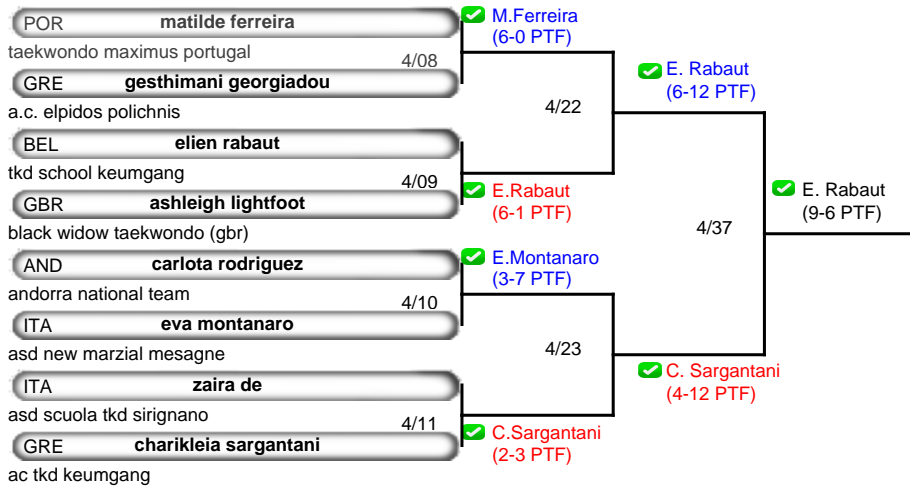 POR matilde ferreira
taekwondo maximus portugal
4/08
GRE gesthimani georgiadou
a.c. elpidos polichnis
M.Ferreira
(6-0 PTF)
BEL elien rabaut
tkd school keumgang
4/09
GBR ashleigh lightfoot
black widow taekwondo (gbr)
E.Rabaut
(6-1 PTF)
4/22
E. Rabaut
(6-12 PTF)
AND carlota rodriguez
andorra national team
4/10
ITA eva montanaro
asd new marzial mesagne
E.Montanaro
(3-7 PTF)
ITA zaira de
asd scuola tkd sirignano
4/11
GRE charikleia sargantani
ac tkd keumgang
C.Sargantani
(2-3 PTF)
4/23
C. Sargantani
(4-12 PTF)
4/37
E. Rabaut
(9-6 PTF)